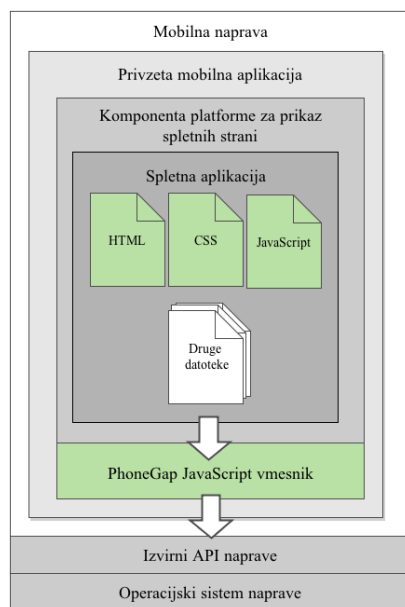 Mobilna naprava
Privzeta mobilna aplikacija
Komponenta platforme za prikaz
spletnih strani
Spletna aplikacija
HTML
CSS
JavaScript
Druge
datoteke
PhoneGap JavaScript vmesnik
Izvirni API naprave
Operacijski sistem naprave